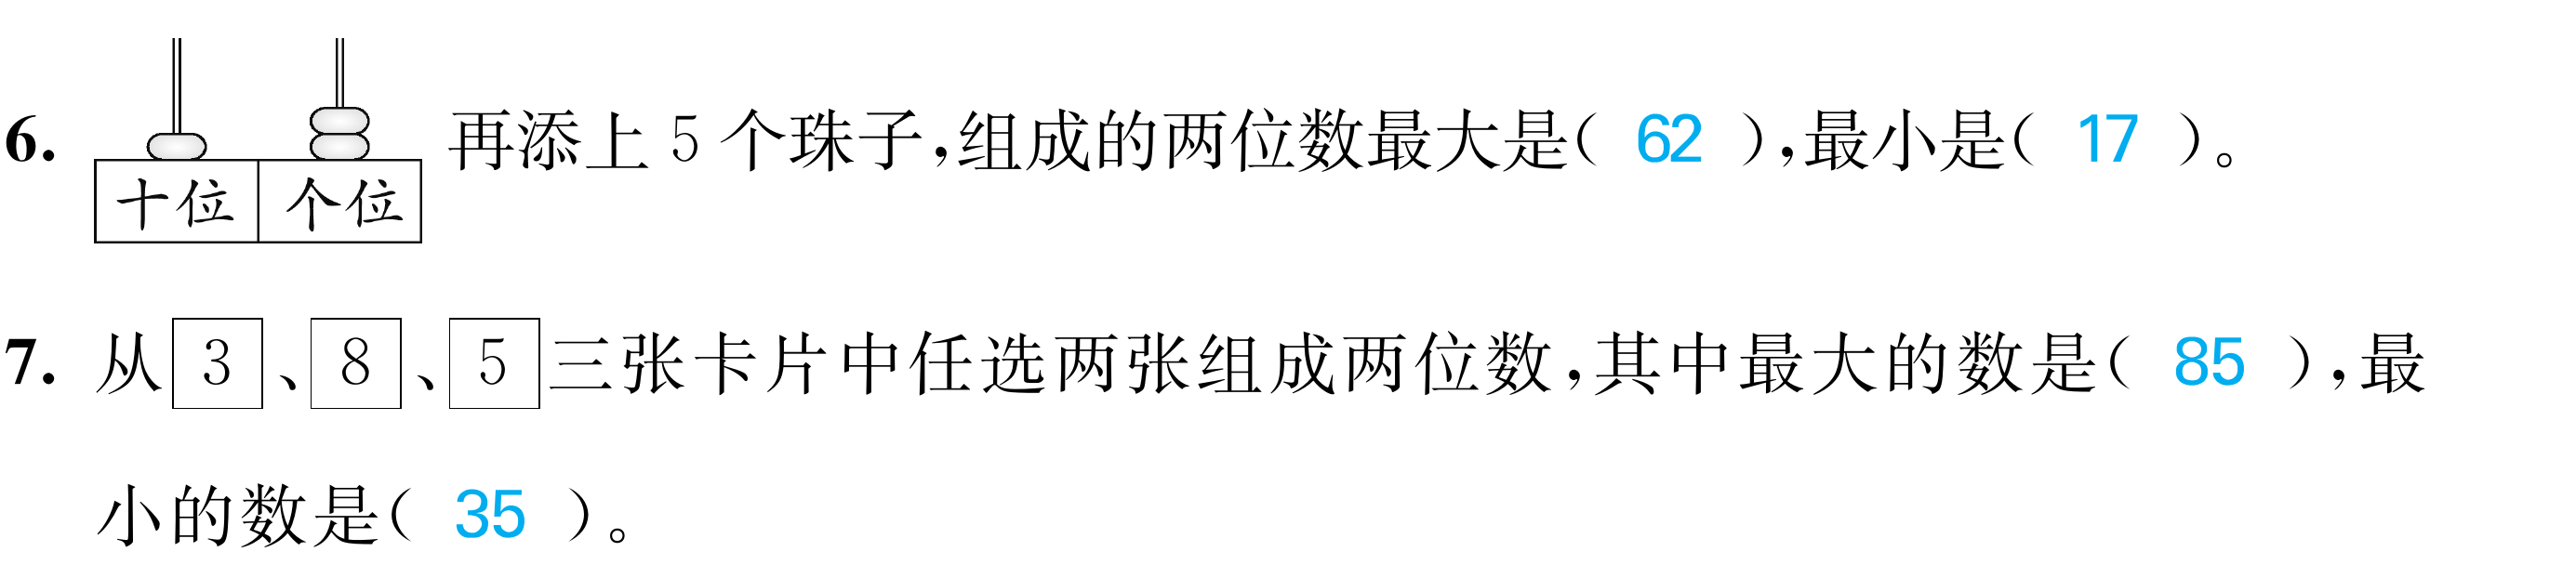 6. 十位 个位 再添上 5 个珠子,组成的两位数最大是( 62 ),最小是( 17 )。
7. 从 3 、 8 、 5 三张卡片中任选两张组成两位数,其中最大的数是( 85 ),最
小的数是( 35 )。